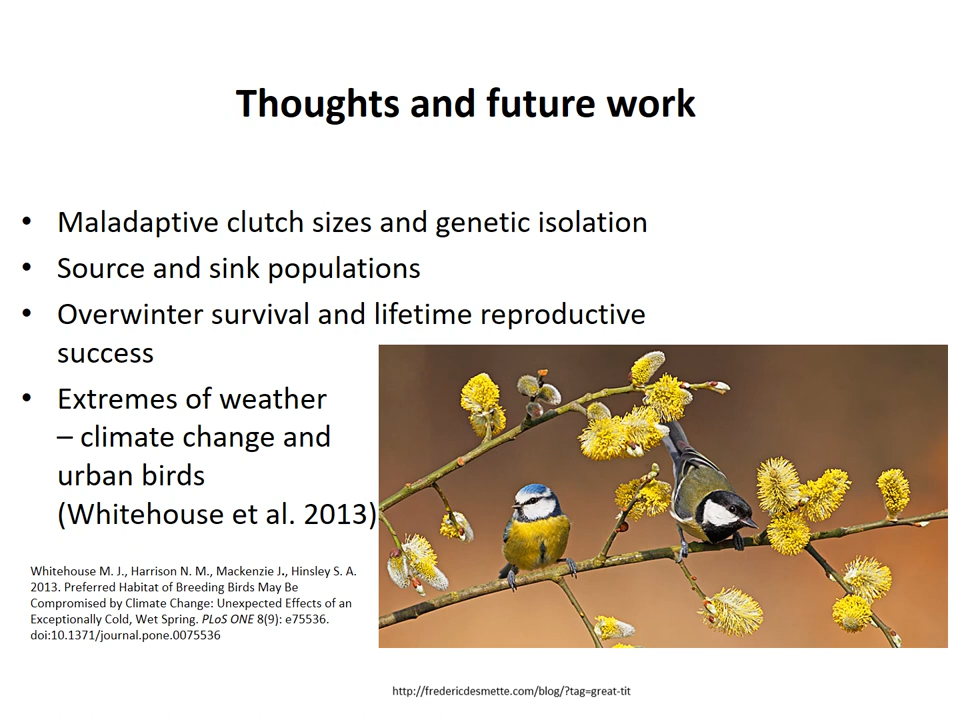 Thoughts and future work
• Maladaptive clutch sizes and genetic isolation
• Source and sink populations
• Overwinter survival and lifetime reproductive
success
• Extremes of weather
– climate change and
urban birds
(Whitehouse et al. 2013)
Whitehouse M. J., Harrison N. M., Mackenzie J., Hinsley S. A.
2013. Preferred Habitat of Breeding Birds May Be
Compromised by Climate Change: Unexpected Effects of an
Exceptionally Cold, Wet Spring. PLoS ONE 8(9): e75536.
doi:10.1371/journal.pone.0075536
http://fredericdesmette.com/blog/?tag=great-tit